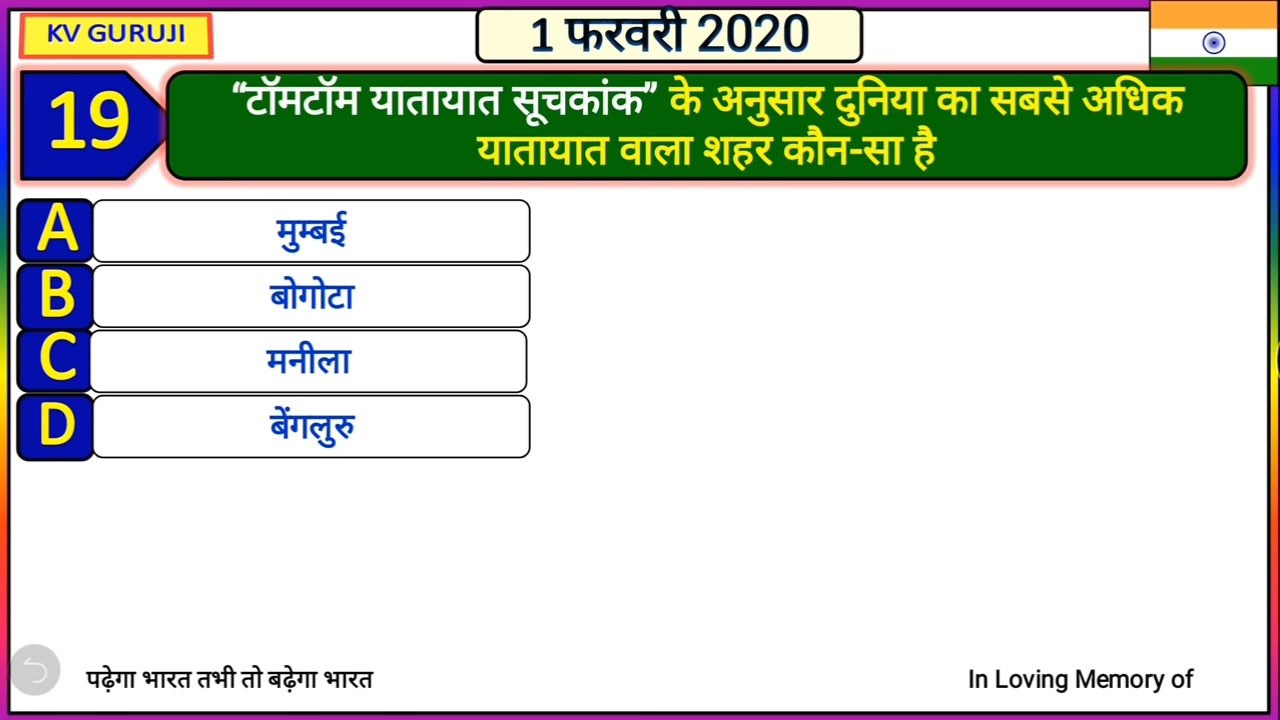 KV GURUJI
1 फरवरी 2020
19
“टॉमटॉम यातायात सूचकांक” के अनुसार दुनिया का सबसे अधिक
यातायात वाला शहर कौन-सा है
A मुम्बई
B बोगोटा
C मनीला
D बेंगलुरु
पढ़ेगा भारत तभी तो बढ़ेगा भारत
In Loving Memory of